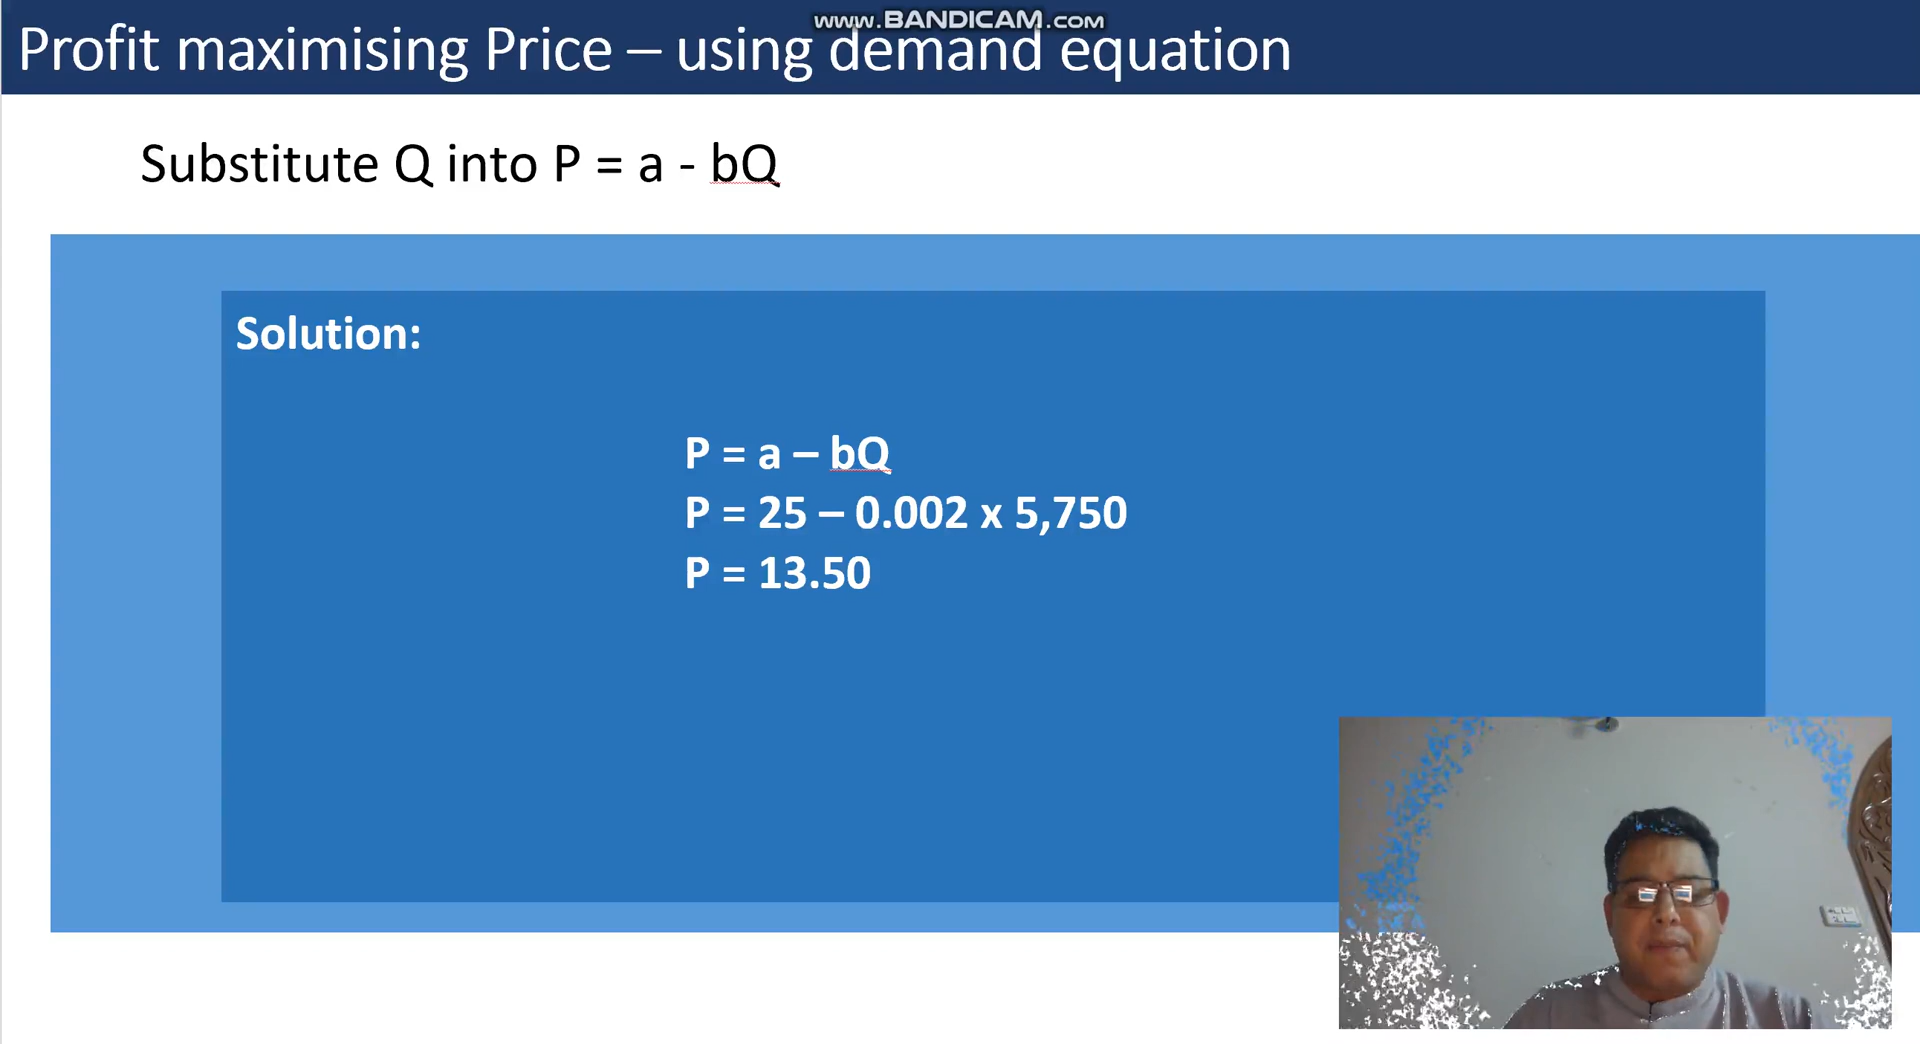 www.BANDICAM.com
Profit maximising Price – using demand equation
Substitute Q into P = a - bQ
Solution:
P = a – bQ
P = 25 – 0.002 x 5,750
P = 13.50